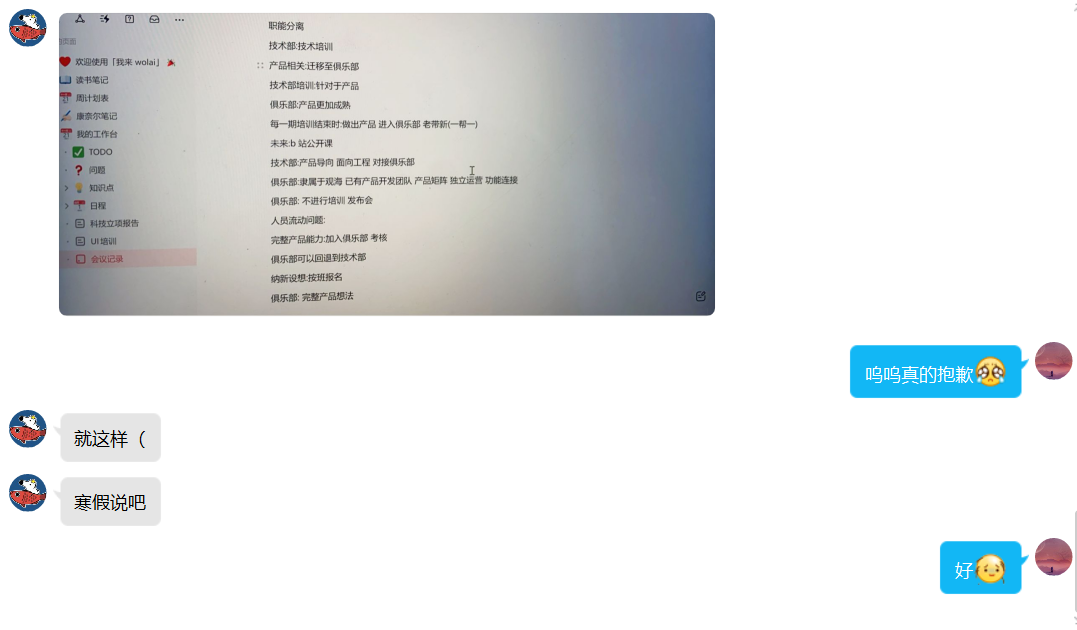 职能分离
技术部:技术培训
的页面
欢迎使用「我来 wolai」
产品相关:迁移至俱乐部
读书笔记
技术部培训:针对于产品
周计划表
俱乐部:产品更加成熟
康奈尔笔记
每一期培训结束时:做出产品 进入俱乐部 老带新(一帮一)
我的工作台
未来:b 站公开课
TODO
技术部:产品导向 面向工程 对接俱乐部
问题
俱乐部:隶属于观海 已有产品开发团队 产品矩阵 独立运营 功能连接
知识点
俱乐部: 不进行培训 发布会
日程
人员流动问题:
科技立项报告
完整产品能力:加入俱乐部 考核
UI 培训
俱乐部可以回退到技术部
会议记录
纳新设想:按班报名
俱乐部: 完整产品想法
呜呜真的抱歉
就这样（
寒假说吧
好